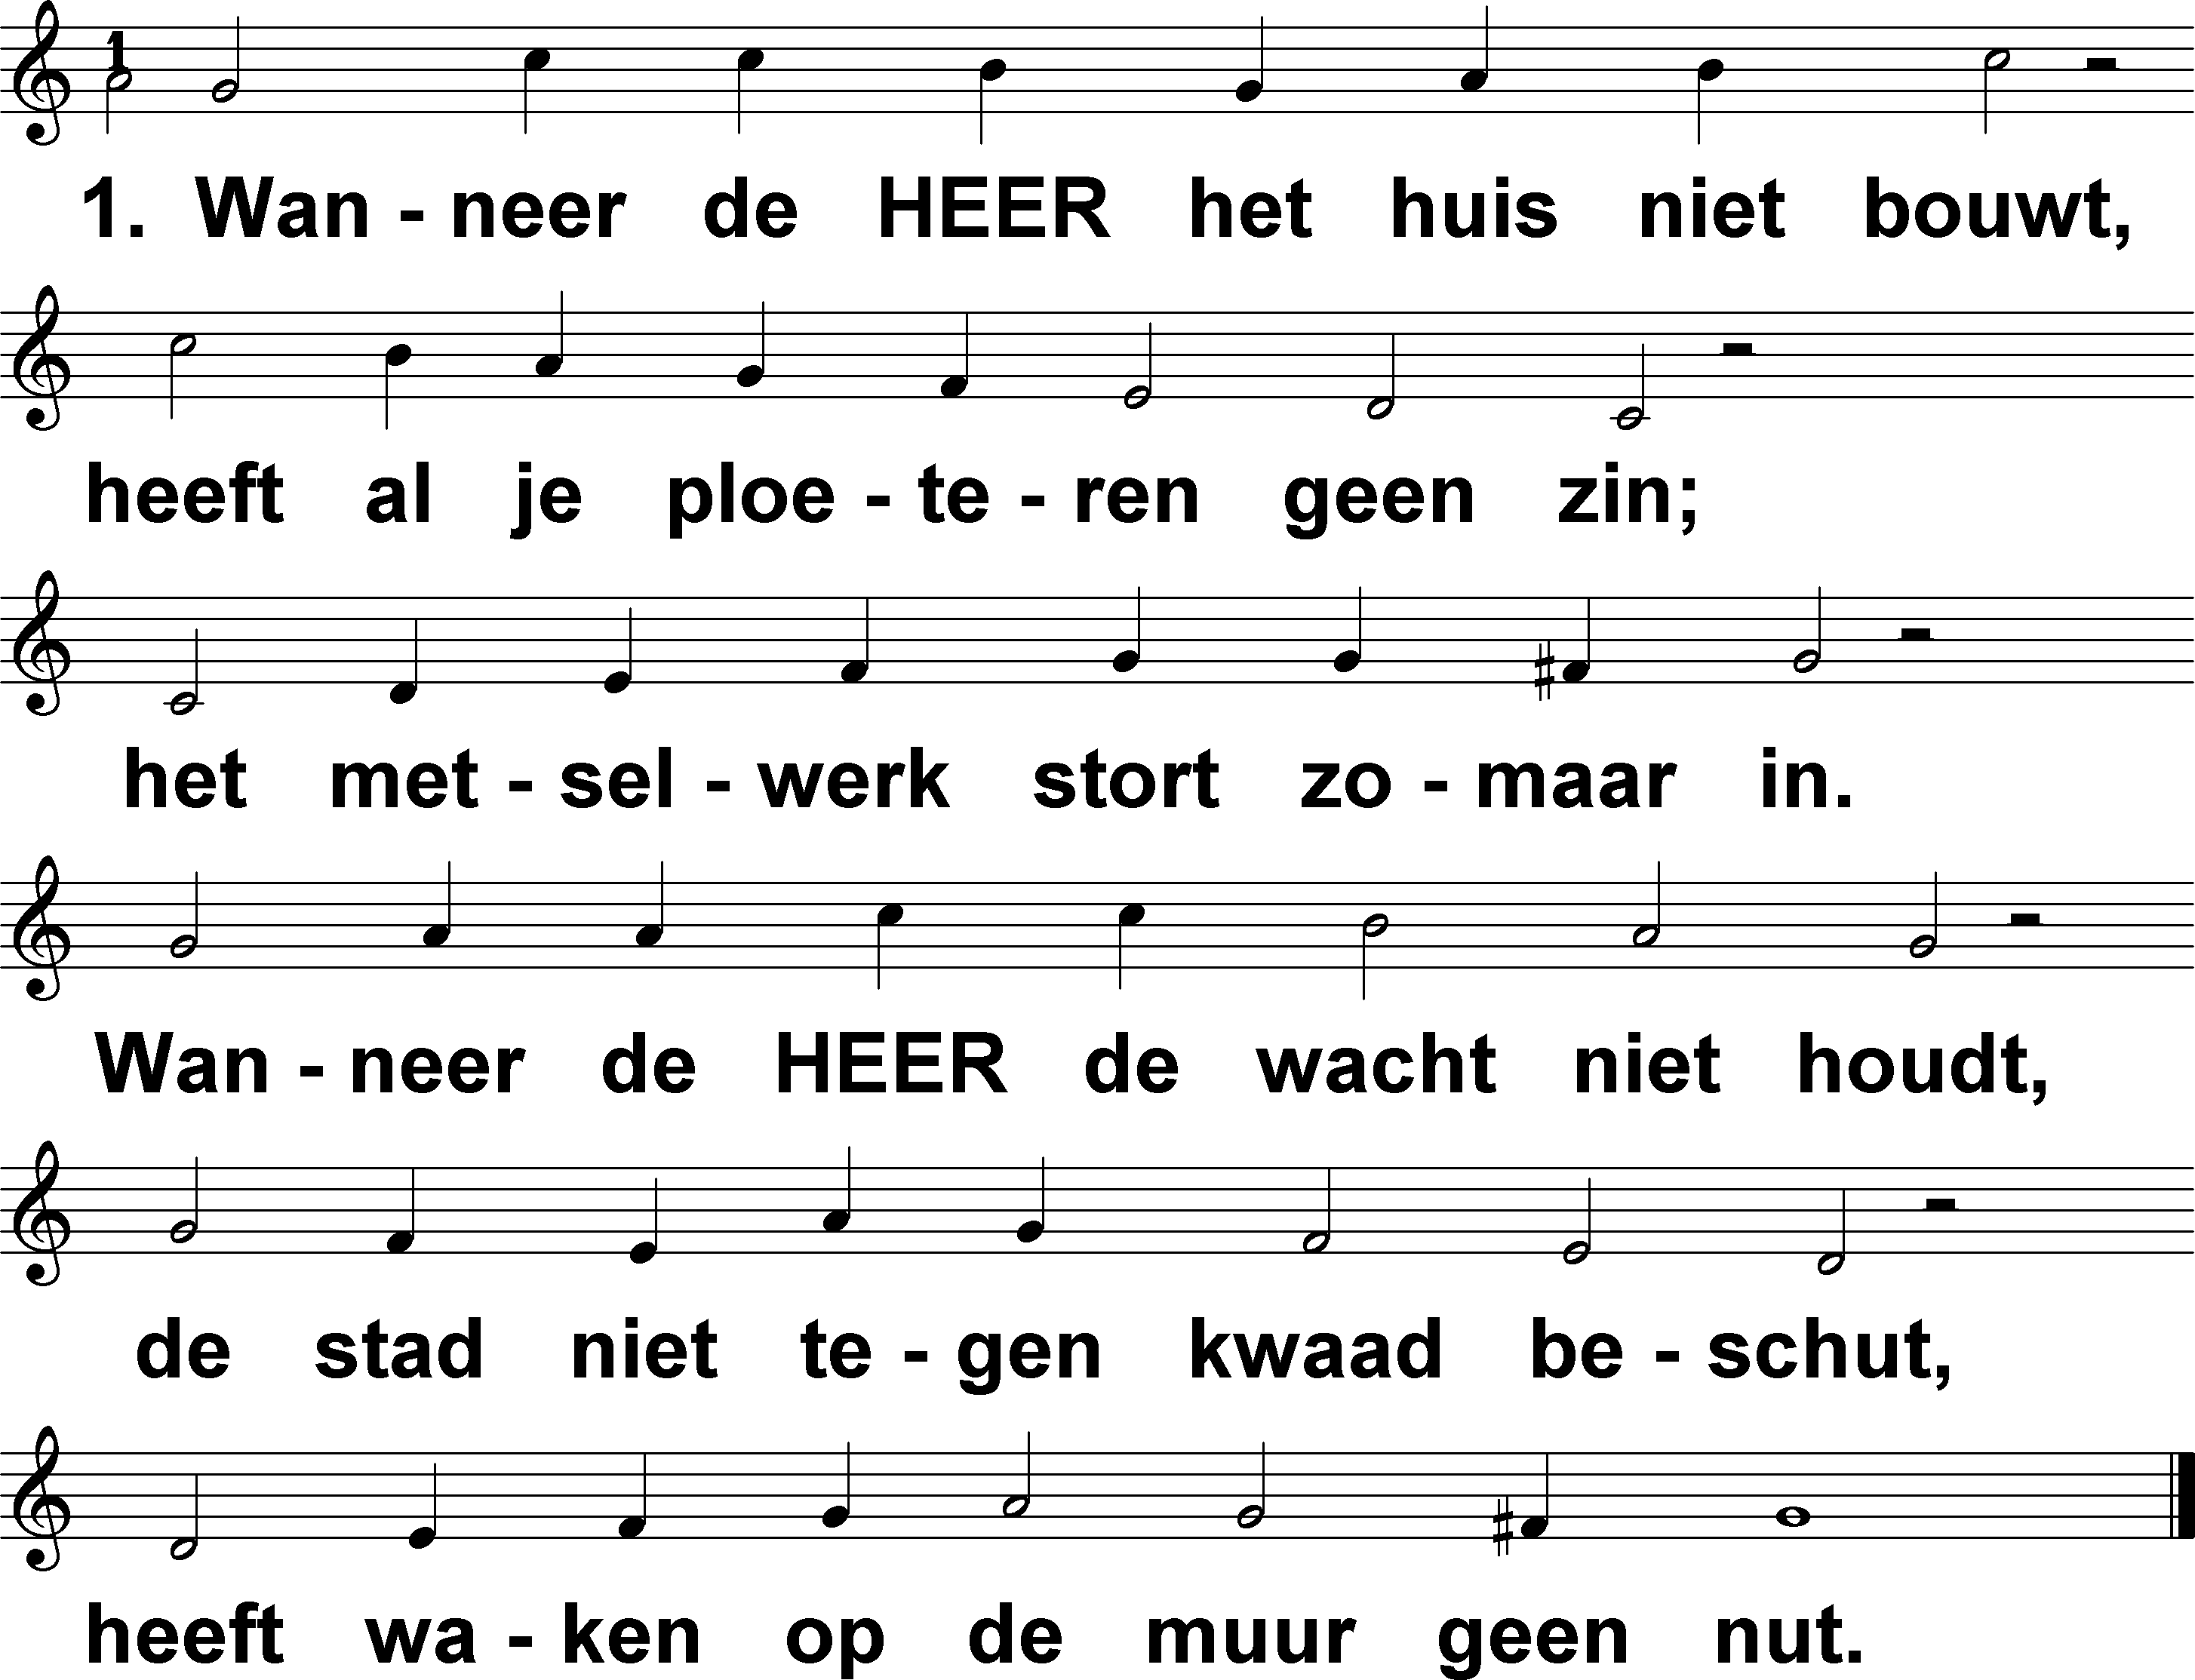 1
1. Wan - neer de HEER het huis niet bouwt,
heeft al je ploe - te - ren geen zin;
het met - sel - werk stort zo - maar in.
Wan - neer de HEER de wacht niet houdt,
de stad niet te - gen kwaad be - schut,
heeft wa - ken op de muur geen nut.